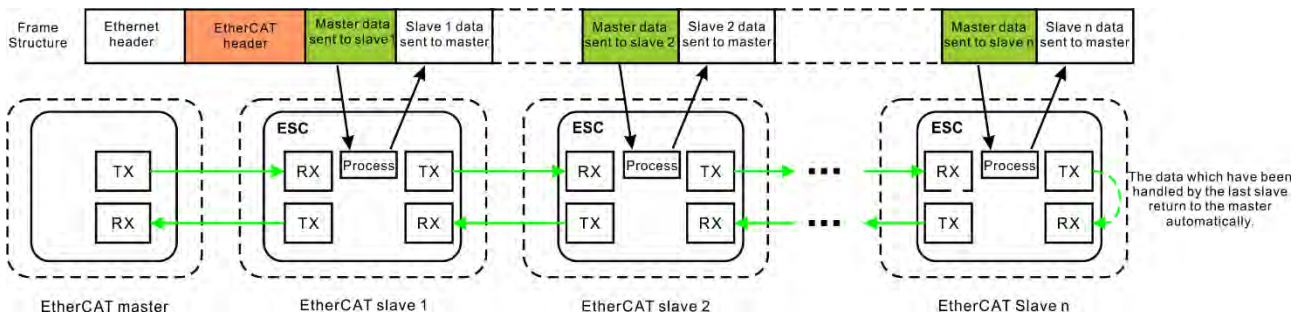 Frame
Structure
Ethernet
header
EtherCAT
header
Master data
sent to slave 1
Slave 1 data
sent to master
Master data
sent to slave 2
Slave 2 data
sent to master
Master data
sent to slave n
Slave n data
sent to master
TX
RX
ESC
RX
Process
TX
TX
RX
ESC
RX
Process
TX
TX
RX
ESC
RX
Process
TX
TX
RX
The data which have been
handled by the last slave
return to the master
automatically.
EtherCAT master
EtherCAT slave 1
EtherCAT slave 2
EtherCAT Slave n